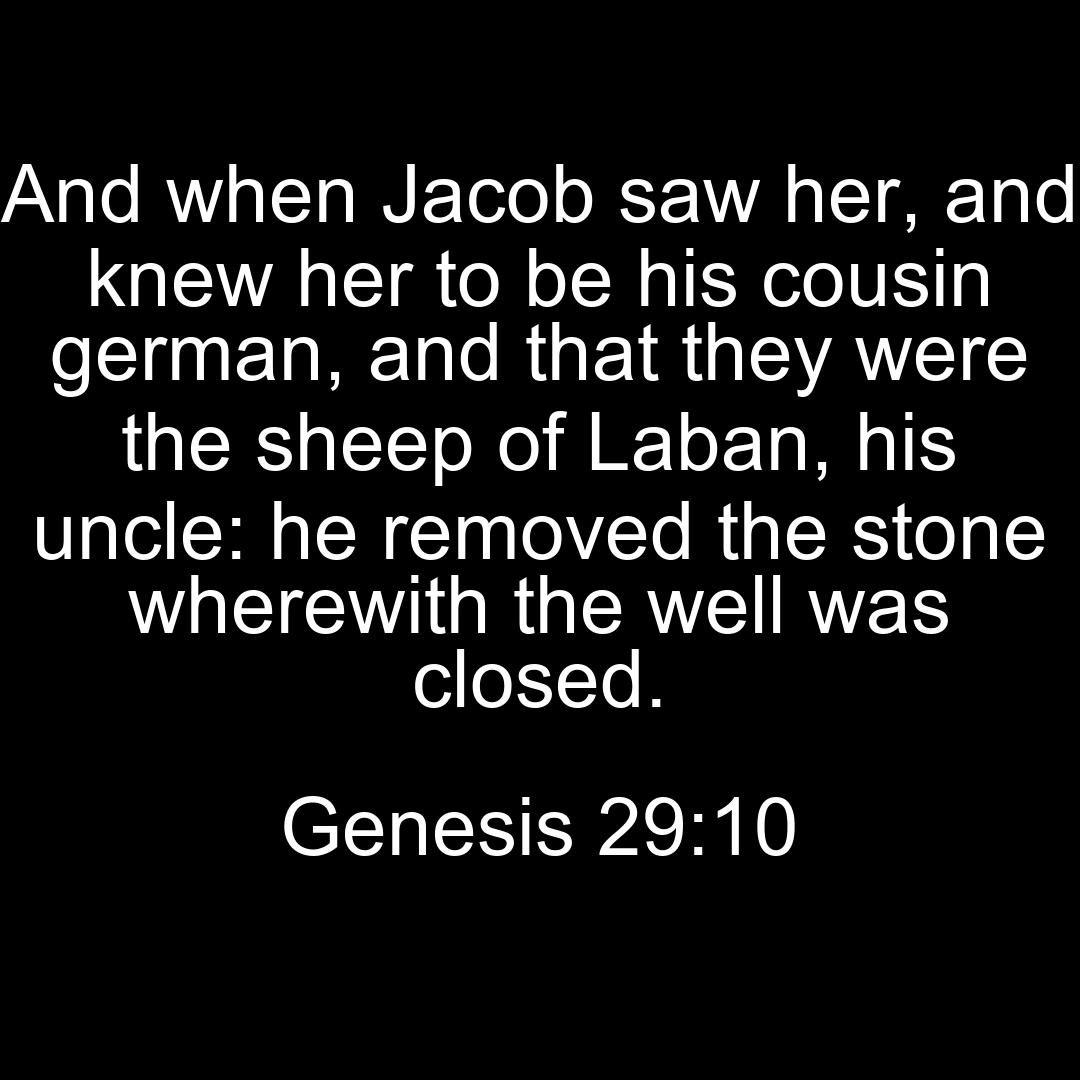 And when Jacob saw her, and
knew her to be his cousin
german, and that they were
the sheep of Laban, his
uncle: he removed the stone
wherewith the well was
closed.
Genesis 29:10